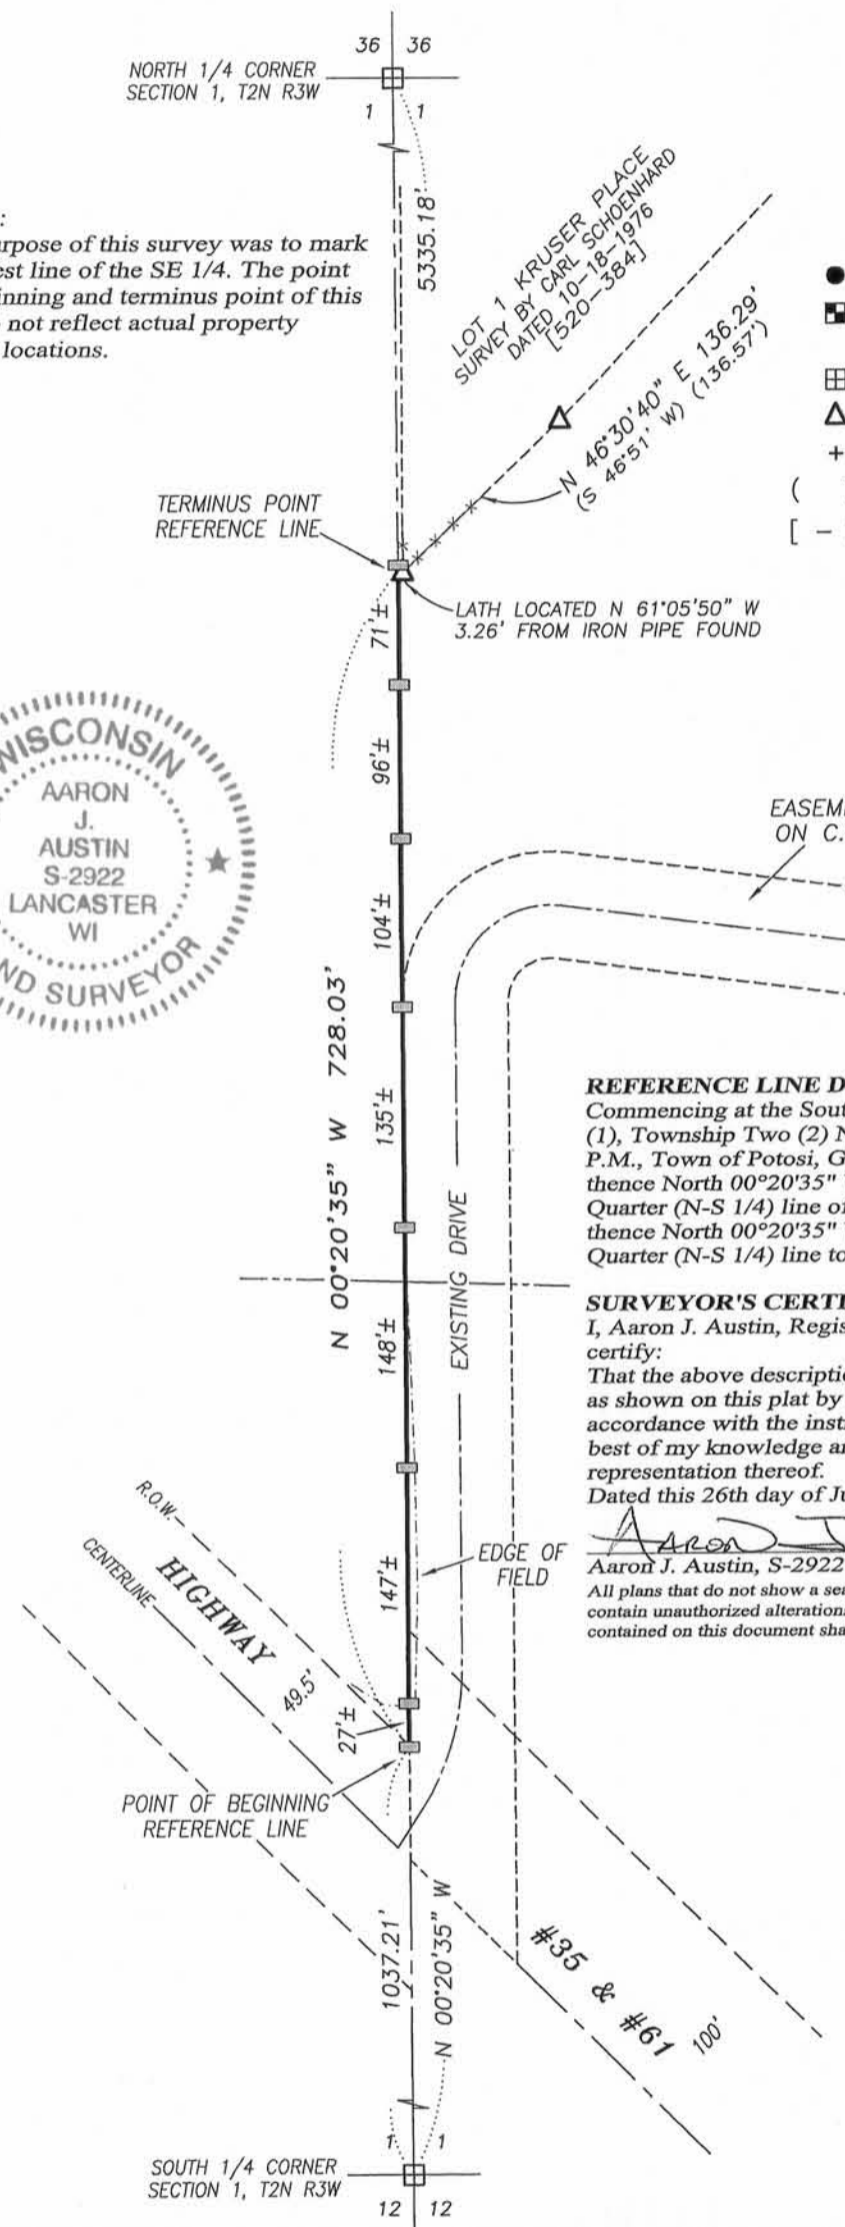 36 36
NORTH 1/4 CORNER
SECTION 1, T2N R3W
1 1
5335.18'
:
urpose of this survey was to mark
est line of the SE 1/4. The point
inning and terminus point of this
not reflect actual property
locations.
LOT 1 KRUSER PLACE
SURVEY BY CARL SCHOENHARD
DATED 10-18-1976
[520-384]
N 46°30'40" E 136.29'
(S 46°51' W) (136.57')
+
(
[ -
TERMINUS POINT
REFERENCE LINE
LATH LOCATED N 61°05'50" W
3.26' FROM IRON PIPE FOUND
71'±
96'±
104'±
135'±
148'±
147'±
27'±
WISCONSIN
AARON
J.
AUSTIN
S-2922
LANCASTER
WI
ND SURVEYOR
N 00°20'35" W 728.03'
EASEM
ON C.
EXISTING DRIVE
REFERENCE LINE D
Commencing at the Sout
(1), Township Two (2) N
P.M., Town of Potosi, G
thence North 00°20'35"
Quarter (N-S 1/4) line o
thence North 00°20'35"
Quarter (N-S 1/4) line to
SURVEYOR'S CERTI
I, Aaron J. Austin, Regis
certify:
That the above descriptio
as shown on this plat by
accordance with the inst
best of my knowledge an
representation thereof.
Dated this 26th day of Ju
AARON J
Aaron J. Austin, S-2922
All plans that do not show a sea
contain unauthorized alteration
contained on this document sha
R.O.W.
CENTERLINE
HIGHWAY
49.5'
EDGE OF
FIELD
POINT OF BEGINNING
REFERENCE LINE
1037.21'
N 00°20'35" W
#35 & #61
100'
1 1
SOUTH 1/4 CORNER
SECTION 1, T2N R3W
12 12